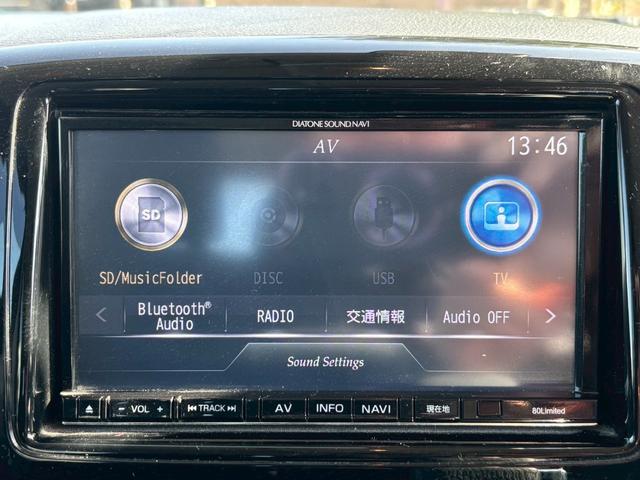 DIATONE SOUND.NAVI
AV
13:46
SD
SD/MusicFolder
DISC
USB
TV
Bluetooth®
Audio
RADIO
交通情報
Audio OFF
Sound Settings
− VOL +
TRACK
AV
INFO
NAVI
現在地
80Limited